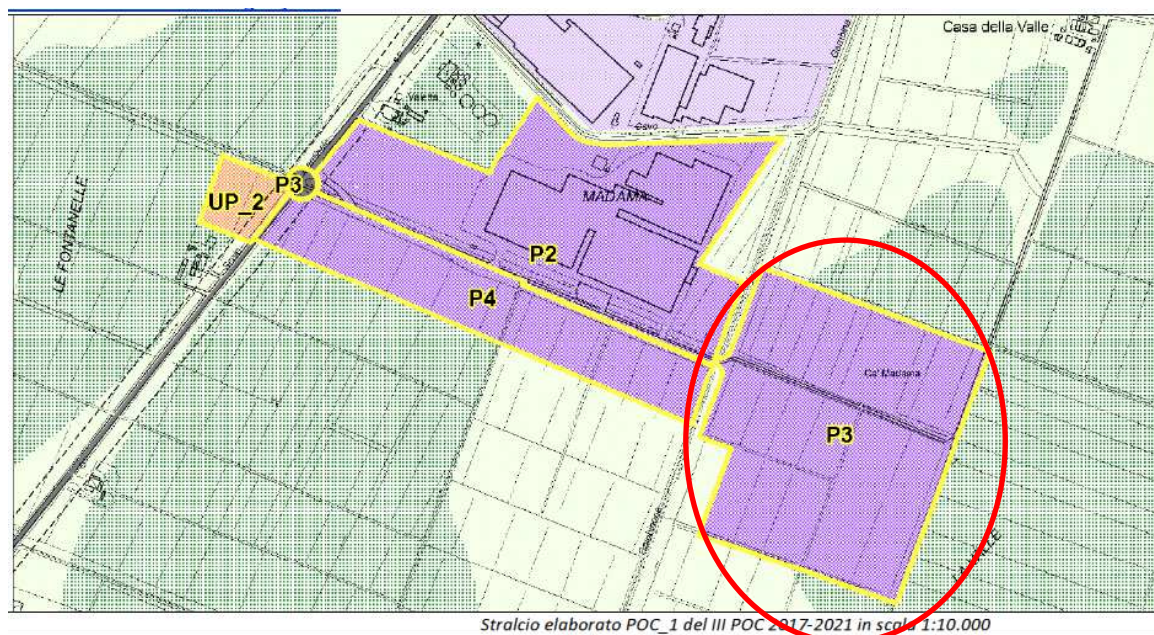 Casa della Valle
P3
UP_2
LE FONTANELLE
MADAMA
P2
P4
Ca' Madama
P3
Cavo
Stralcio elaborato POC_1 del III POC 2017-2021 in scala 1:10.000